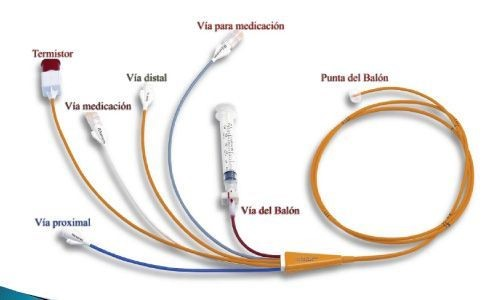 Vía para medicación
Termistor
Vía distal
Punta del Balón
Vía medicación
Vía del Balón
Vía proximal